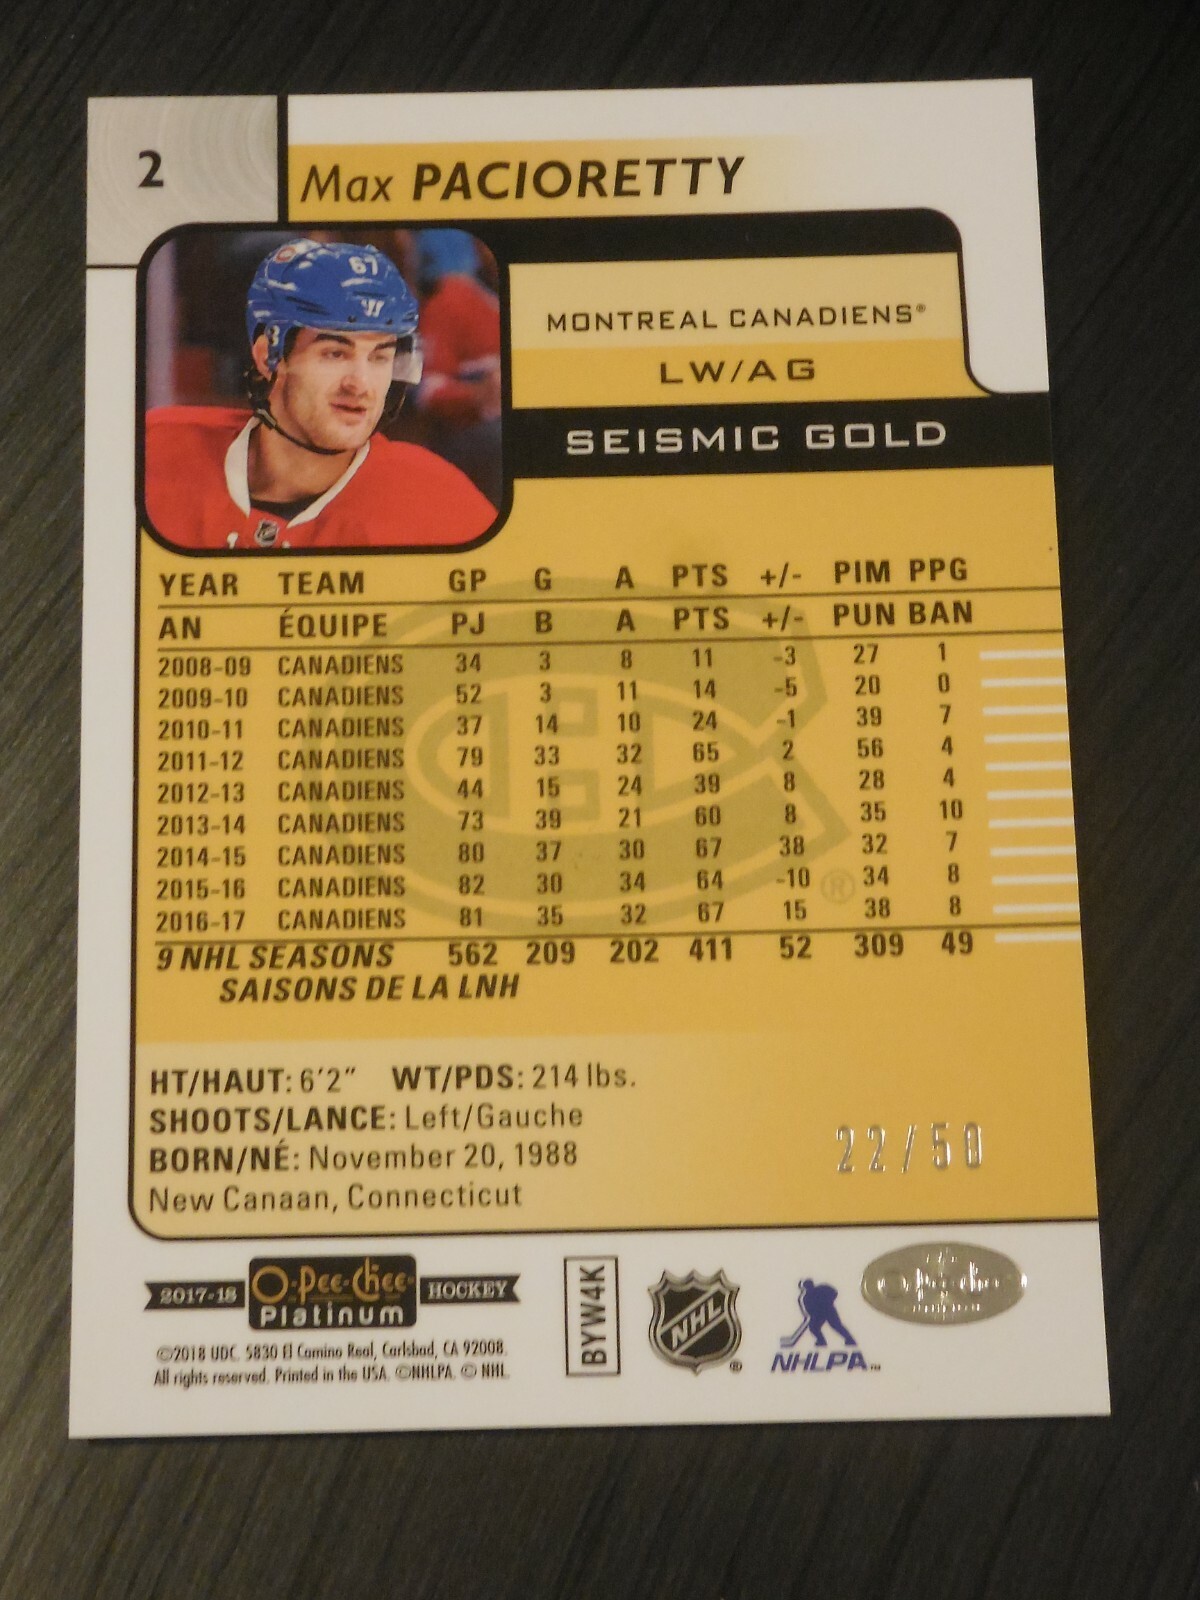 2
Max PACIORETTY
67
MONTREAL CANADIENS®
LW/AG
SEISMIC GOLD
YEAR TEAM GP G A PTS +/- PIM PPG
AN ÉQUIPE PJ B A PTS +/- PUN BAN
2008-09 CANADIENS 34 3 8 11 -3 27 1
2009-10 CANADIENS 52 3 11 14 -5 20 0
2010-11 CANADIENS 37 14 10 24 -1 39 7
2011-12 CANADIENS 79 33 32 65 2 56 4
2012-13 CANADIENS 44 15 24 39 8 28 4
2013-14 CANADIENS 73 39 21 60 8 35 10
2014-15 CANADIENS 80 37 30 67 38 32 7
2015-16 CANADIENS 82 30 34 64 -10 34 8
2016-17 CANADIENS 81 35 32 67 15 38 8
9 NHL SEASONS 562 209 202 411 52 309 49
SAISONS DE LA LNH
HT/HAUT: 6'2" WT/PDS: 214 lbs.
SHOOTS/LANCE: Left/Gauche
BORN/NÉ: November 20, 1988
New Canaan, Connecticut
22/50
2017-18 O-Pee-Chee Platinum HOCKEY
BYW4K
NHL®
NHLPA™
©2018 UDC. 5830 El Camino Real, Carlsbad, CA 92008.
All rights reserved. Printed in the USA. ©NHLPA. © NHL.